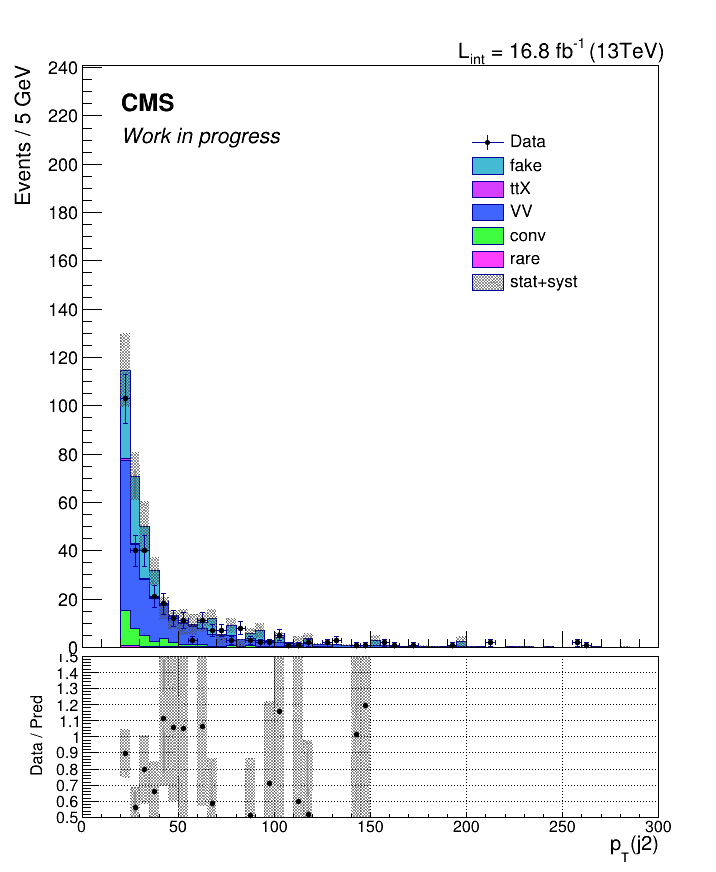 L_int = 16.8 fb^-1 (13TeV)
Events / 5 GeV
240
220
200
180
160
140
120
100
80
60
40
20
0
CMS
Work in progress
Data
fake
ttX
VV
conv
rare
stat+syst
Data / Pred
1.5
1.4
1.3
1.2
1.1
1
0.9
0.8
0.7
0.6
0.5
0 50 100 150 200 250 300
p_T(j2)